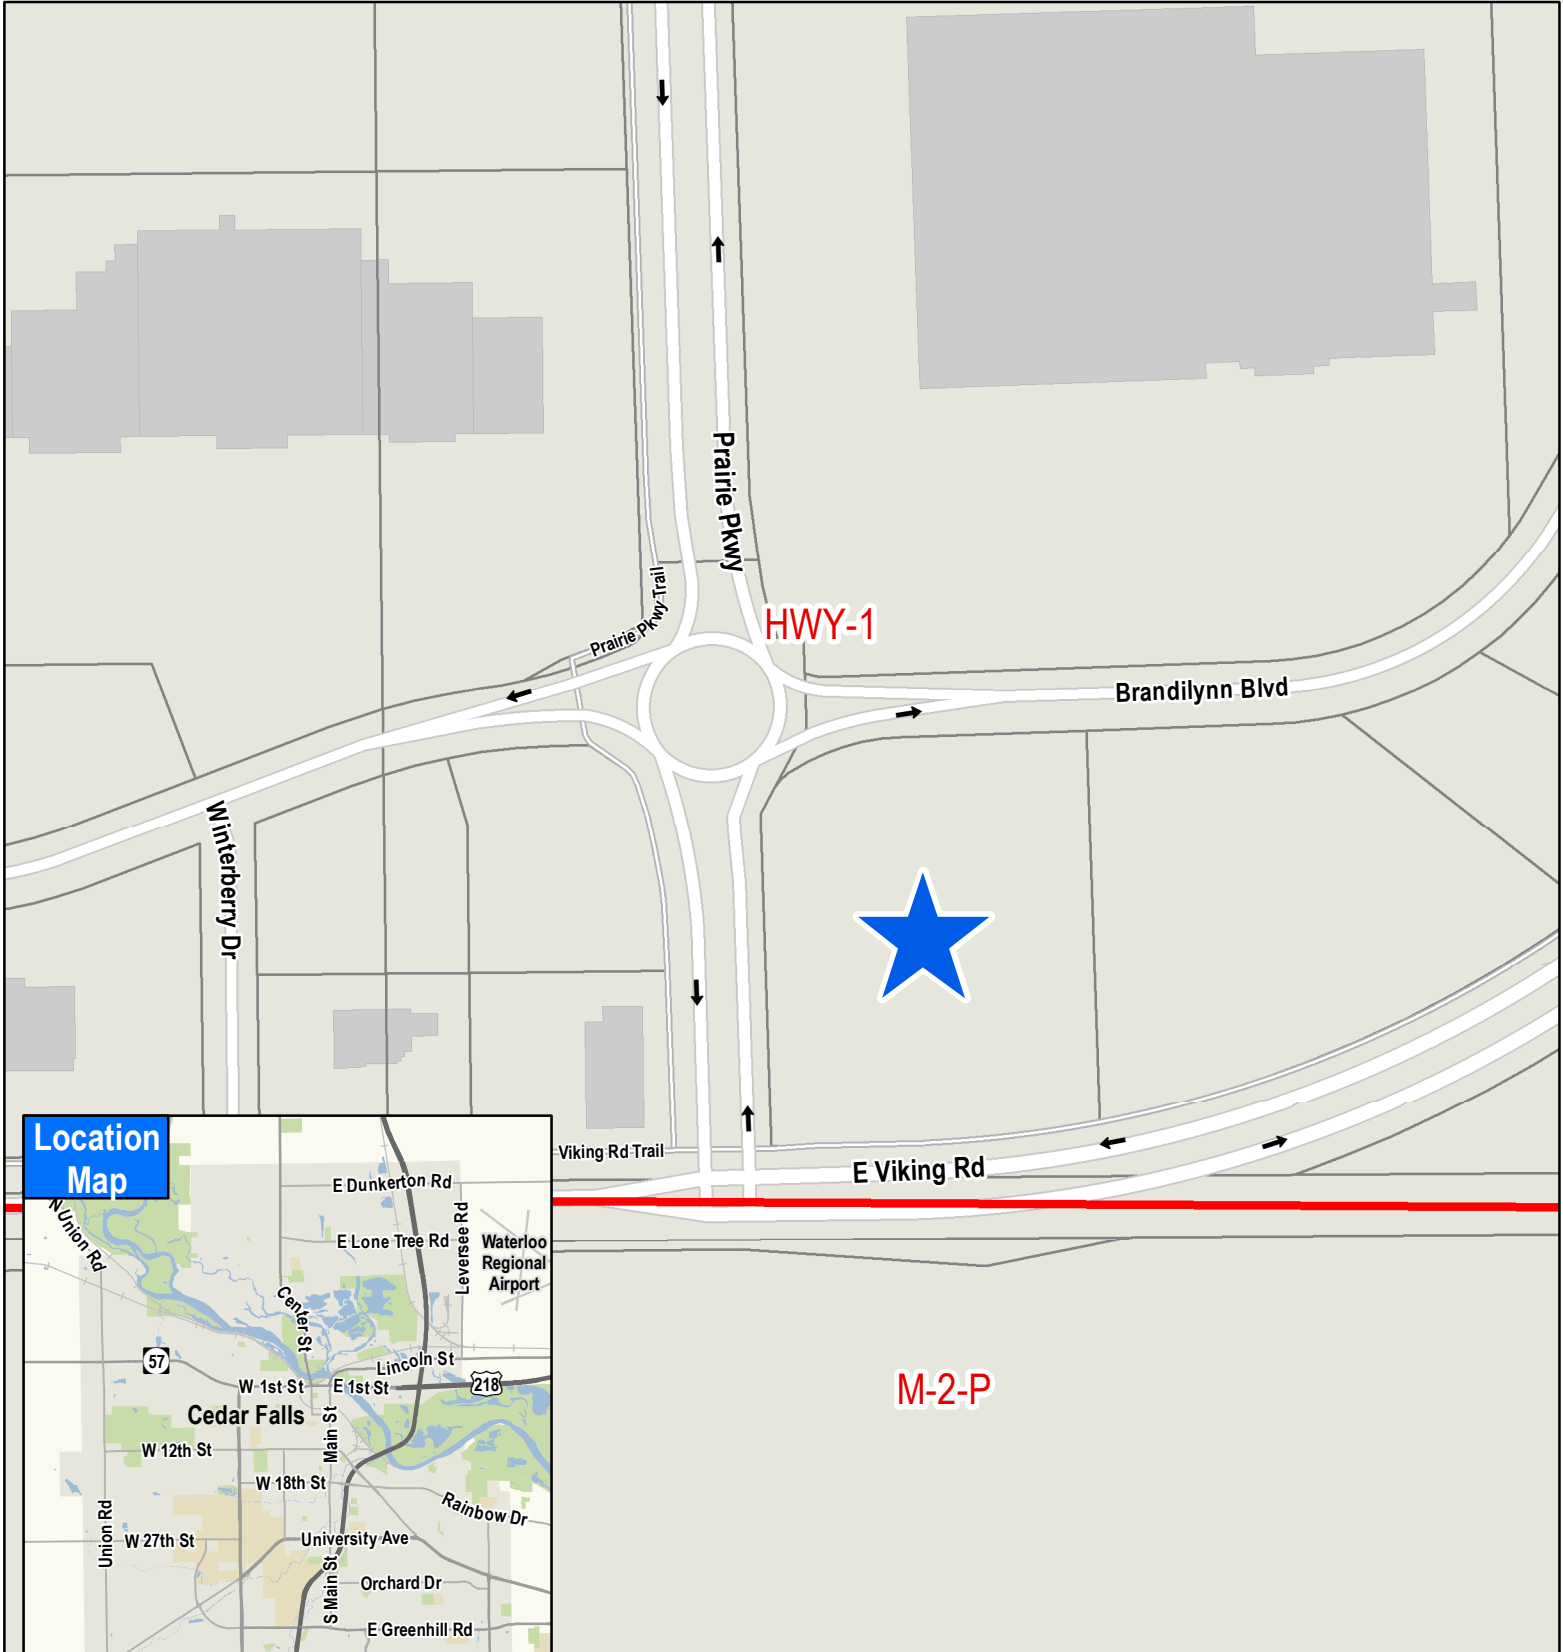 Prairie Pkwy
Prairie Pkwy Trail
HWY-1
Brandilynn Blvd
Winterberry Dr
Viking Rd Trail
E Viking Rd
M-2-P
Location
Map
E Dunkerton Rd
N Union Rd
Leversee Rd
E Lone Tree Rd
Waterloo
Regional
Airport
Center St
57
Lincoln St
W 1st St
E 1st St
218
Cedar Falls
Main St
W 12th St
W 18th St
Rainbow Dr
Union Rd
W 27th St
University Ave
S Main St
Orchard Dr
E Greenhill Rd